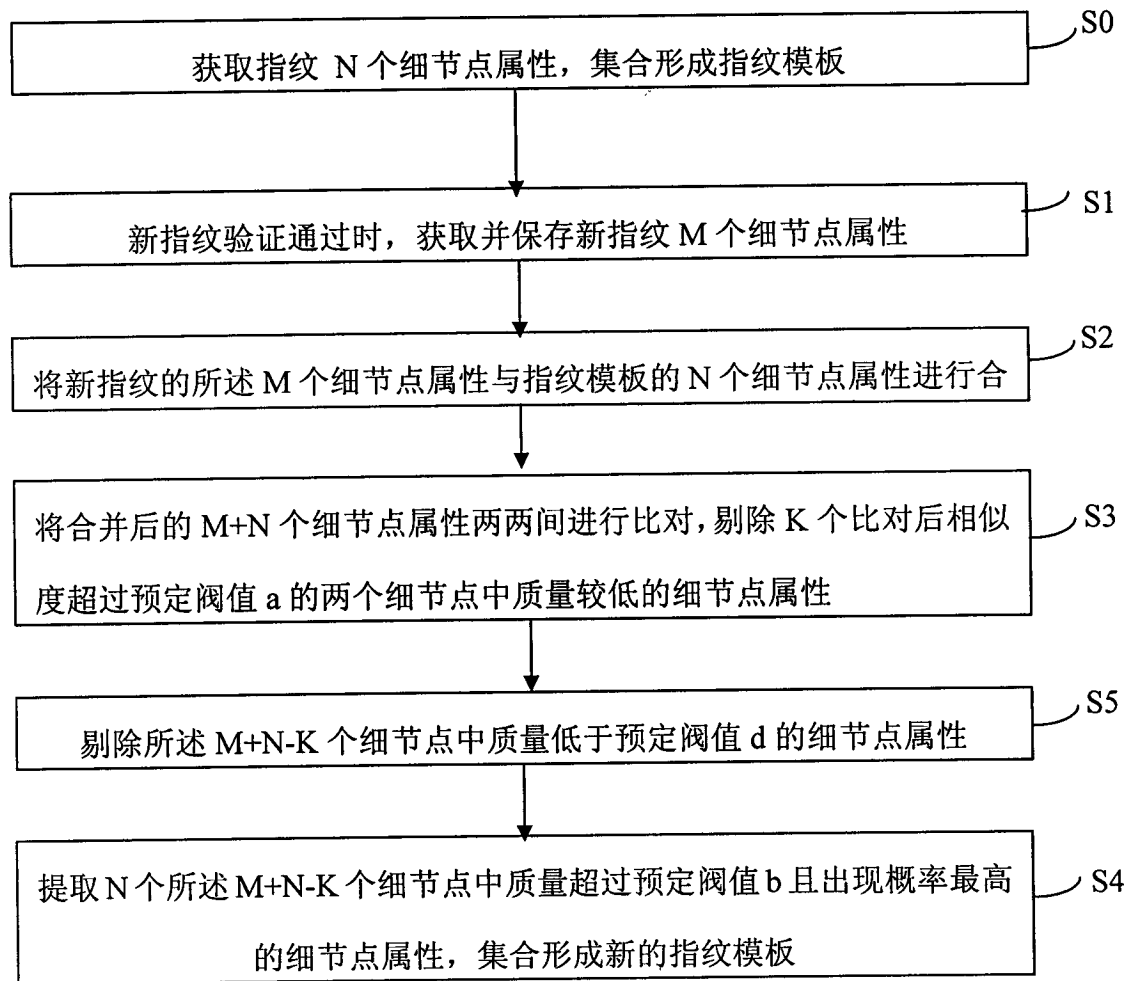 S0
获取指纹 N 个细节点属性，集合形成指纹模板
S1
新指纹验证通过时，获取并保存新指纹 M 个细节点属性
S2
将新指纹的所述 M 个细节点属性与指纹模板的 N 个细节点属性进行合
S3
将合并后的 M+N 个细节点属性两两间进行比对，剔除 K 个比对后相似
度超过预定阀值 a 的两个细节点中质量较低的细节点属性
S5
剔除所述 M+N-K 个细节点中质量低于预定阀值 d 的细节点属性
S4
提取 N 个所述 M+N-K 个细节点中质量超过预定阀值 b 且出现概率最高
的细节点属性，集合形成新的指纹模板